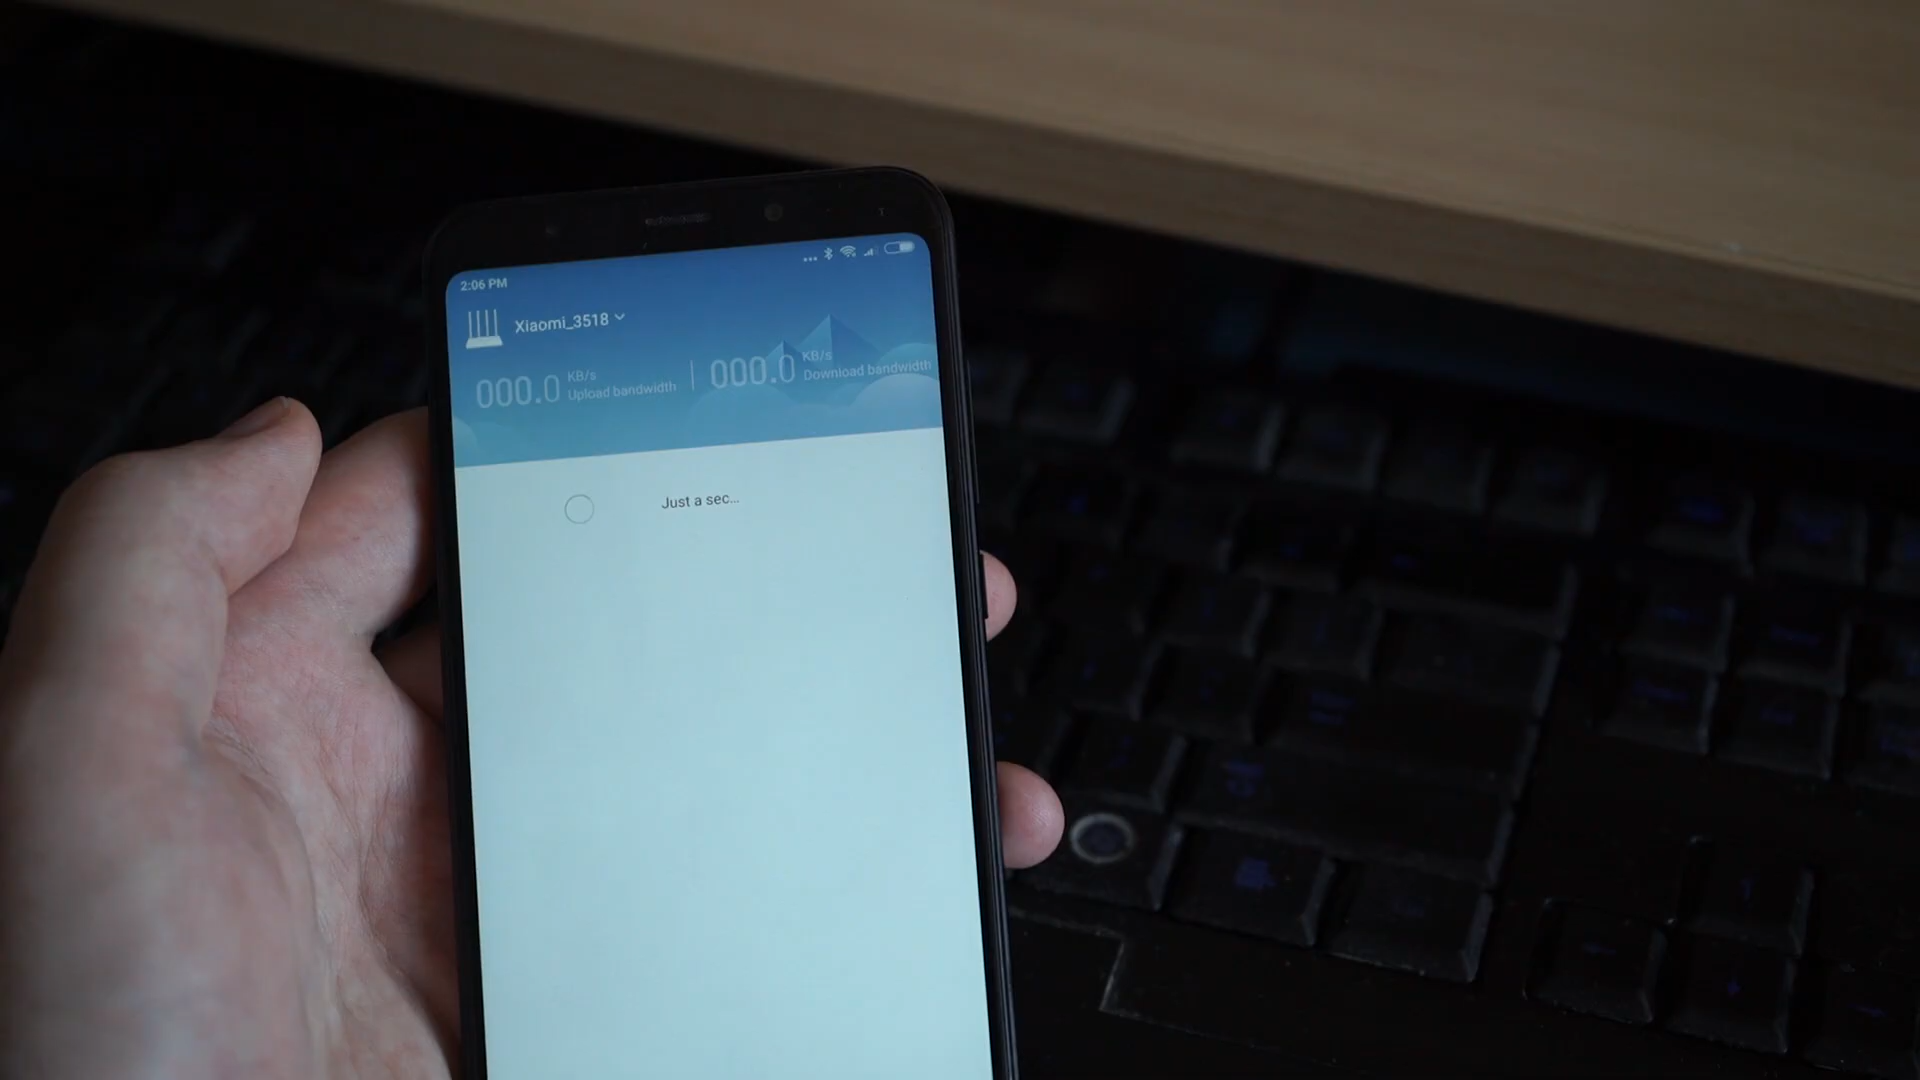 2:06 PM
Xiaomi_3518
000.0 KB/s Upload bandwidth
000.0 KB/s Download bandwidth
Just a sec...